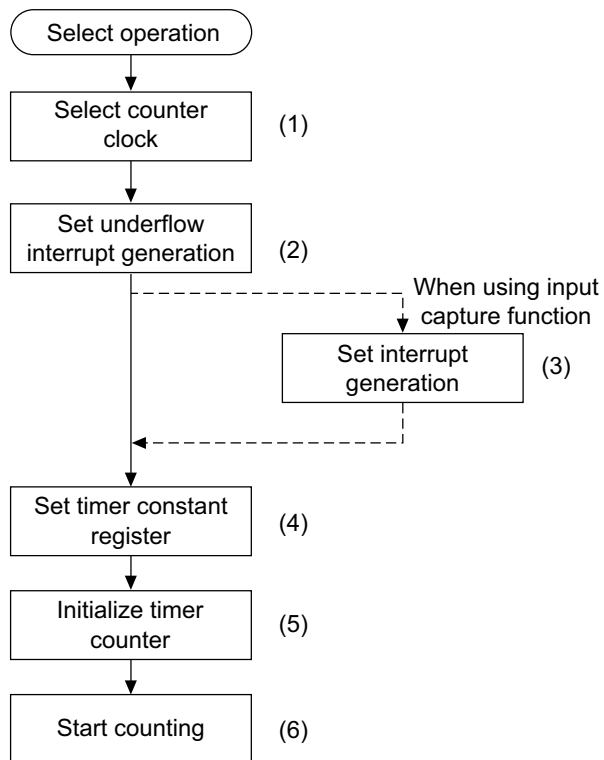 Select operation
Select counter
clock
(1)
Set underflow
interrupt generation
(2)
When using input
capture function
Set interrupt
generation
(3)
Set timer constant
register
(4)
Initialize timer
counter
(5)
Start counting
(6)